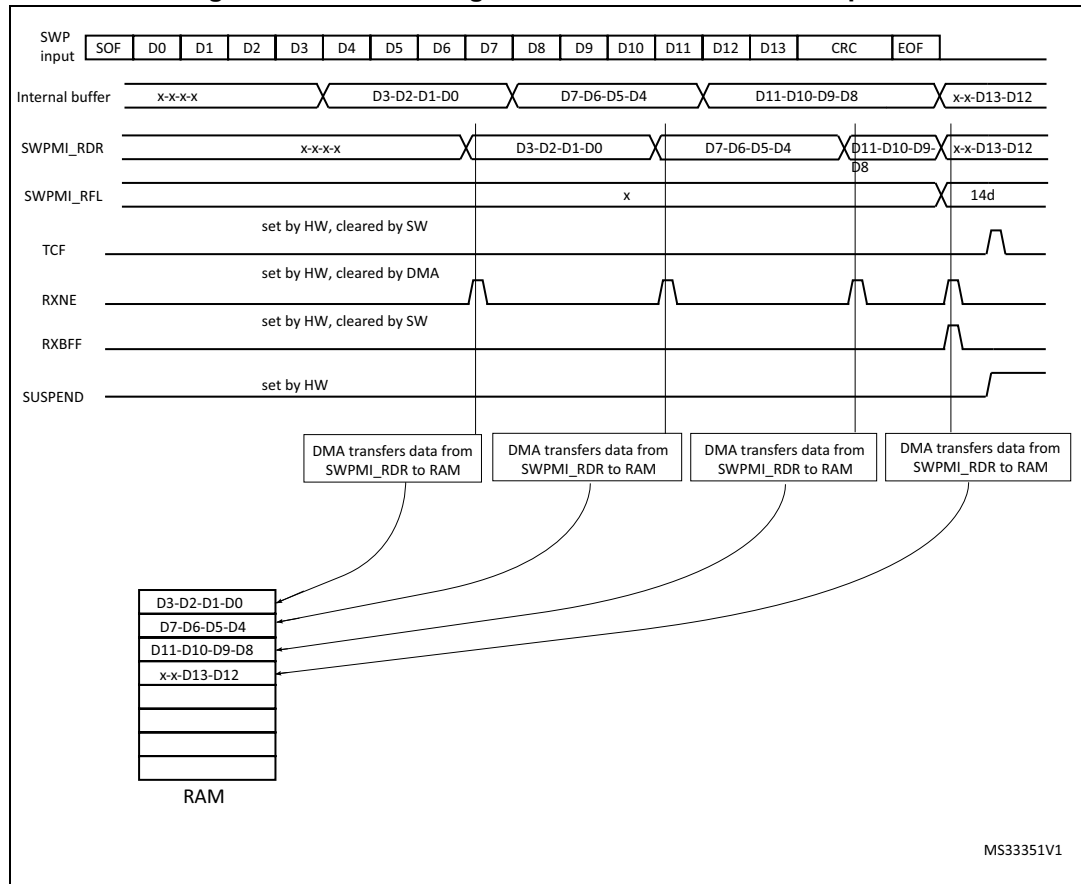 SWP
input
SOF D0 D1 D2 D3 D4 D5 D6 D7 D8 D9 D10 D11 D12 D13 CRC EOF
Internal buffer x-x-x-x D3-D2-D1-D0 D7-D6-D5-D4 D11-D10-D9-D8 x-x-D13-D12
SWPMI_RDR x-x-x-x D3-D2-D1-D0 D7-D6-D5-D4 D11-D10-D9-
D8
x-x-D13-D12
SWPMI_RFL x 14d
set by HW, cleared by SW
TCF
set by HW, cleared by DMA
RXNE
set by HW, cleared by SW
RXBFF
set by HW
SUSPEND
DMA transfers data from
SWPMI_RDR to RAM
DMA transfers data from
SWPMI_RDR to RAM
DMA transfers data from
SWPMI_RDR to RAM
DMA transfers data from
SWPMI_RDR to RAM
D3-D2-D1-D0
D7-D6-D5-D4
D11-D10-D9-D8
x-x-D13-D12
RAM
MS33351V1